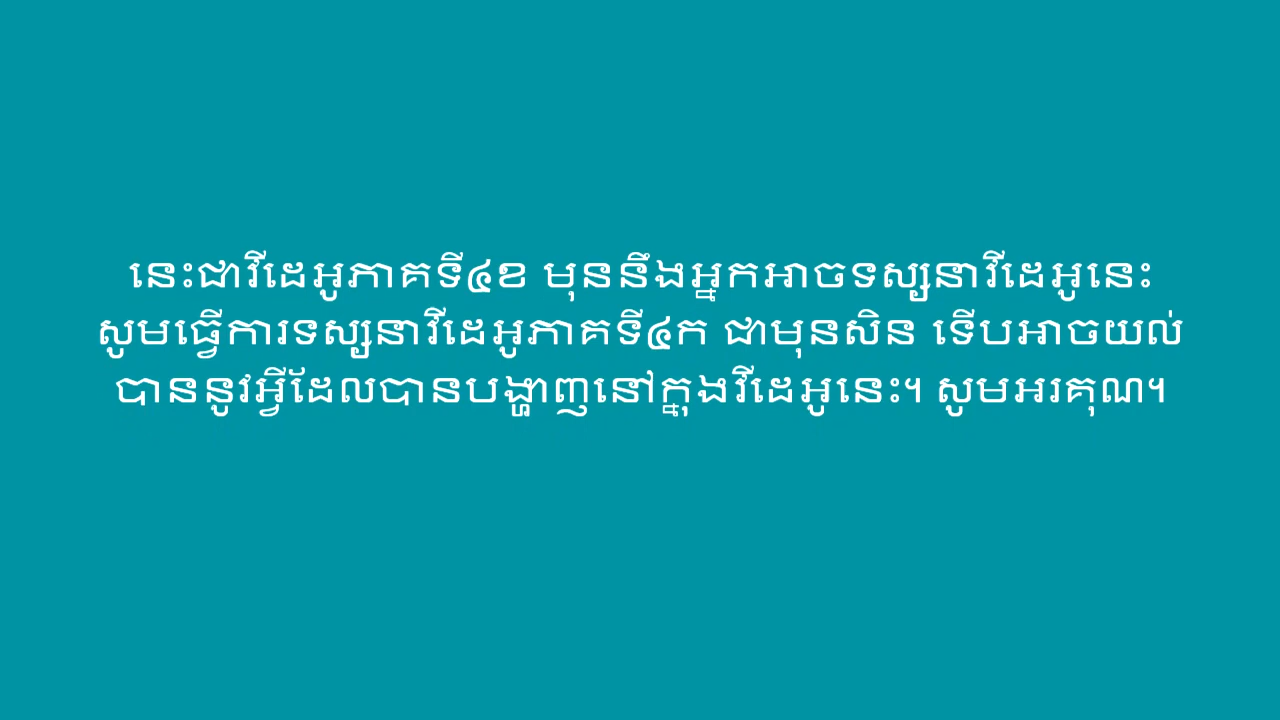 នេះជាវីដេអូភាគទី៤ខ មុននឹងអ្នកអាចទស្សនាវីដេអូនេះ
សូមធ្វើការទស្សនាវីដេអូភាគទី៤ក ជាមុនសិន ទើបអាចយល់
បាននូវអ្វីដែលបានបង្ហាញនៅក្នុងវីដេអូនេះ។ សូមអរគុណ។